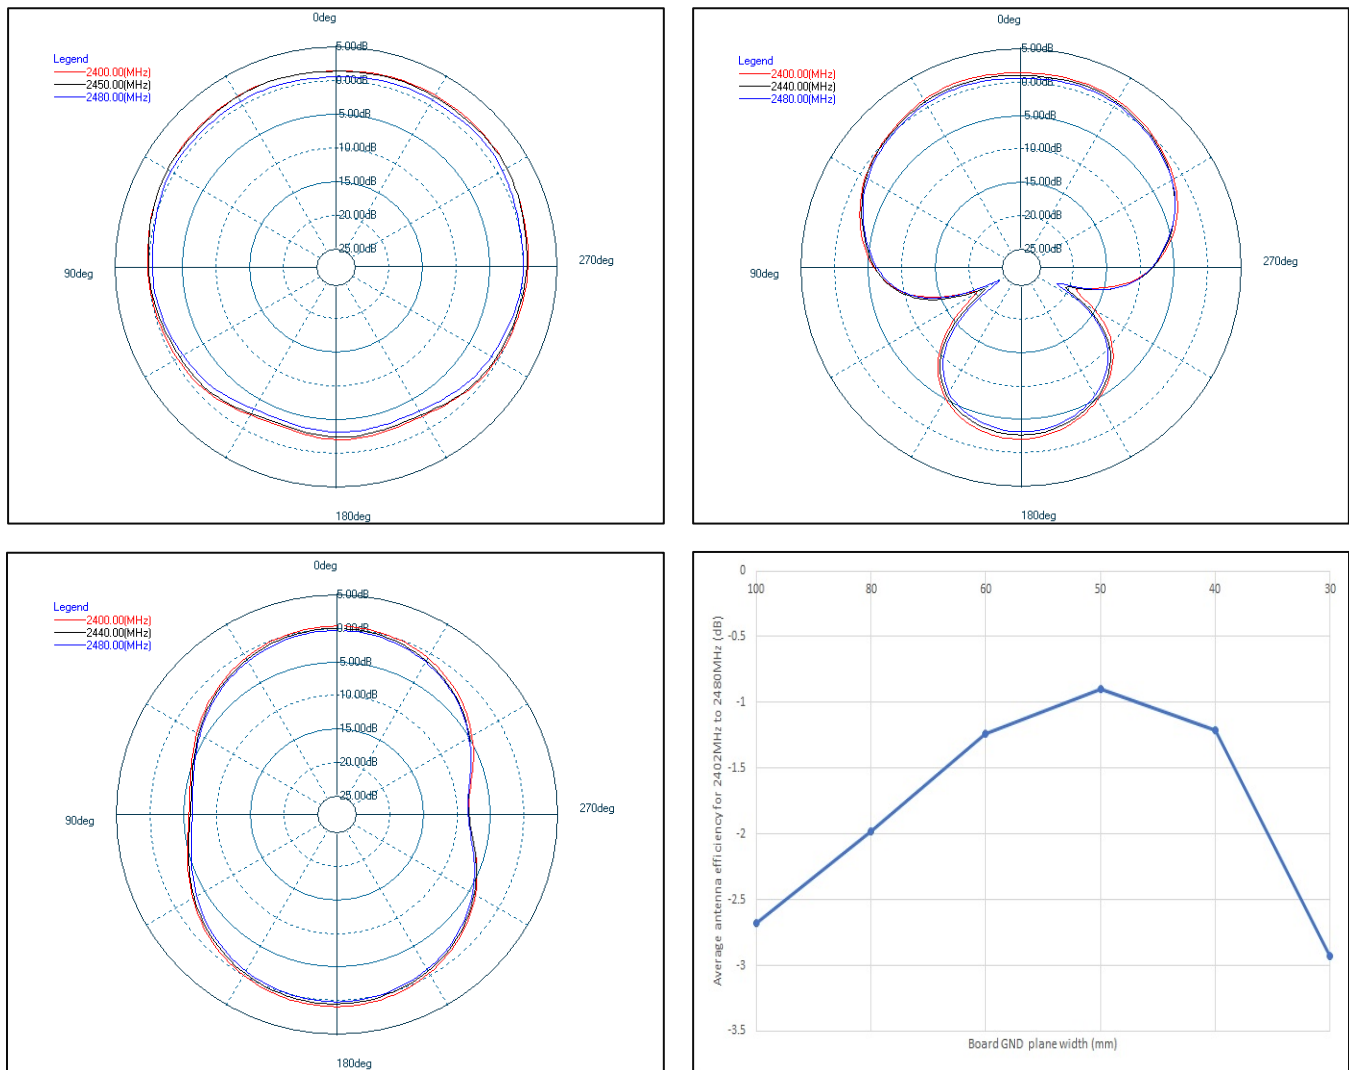 0deg
5.00dB
Legend
2400.00(MHz)
2450.00(MHz)
2480.00(MHz)
0.00dB
5.00dB
10.00dB
15.00dB
20.00dB
25.00dB
90deg
270deg
180deg
0deg
5.00dB
Legend
2400.00(MHz)
2440.00(MHz)
2480.00(MHz)
0.00dB
5.00dB
10.00dB
15.00dB
20.00dB
25.00dB
90deg
270deg
180deg
0deg
5.00dB
Legend
2400.00(MHz)
2440.00(MHz)
2480.00(MHz)
0.00dB
5.00dB
10.00dB
15.00dB
20.00dB
25.00dB
90deg
270deg
180deg
Average antenna efficiency for 2402MHz to 2480MHz (dB)
0
-0.5
-1
-1.5
-2
-2.5
-3
-3.5
100 80 60 50 40 30
Board GND plane width (mm)